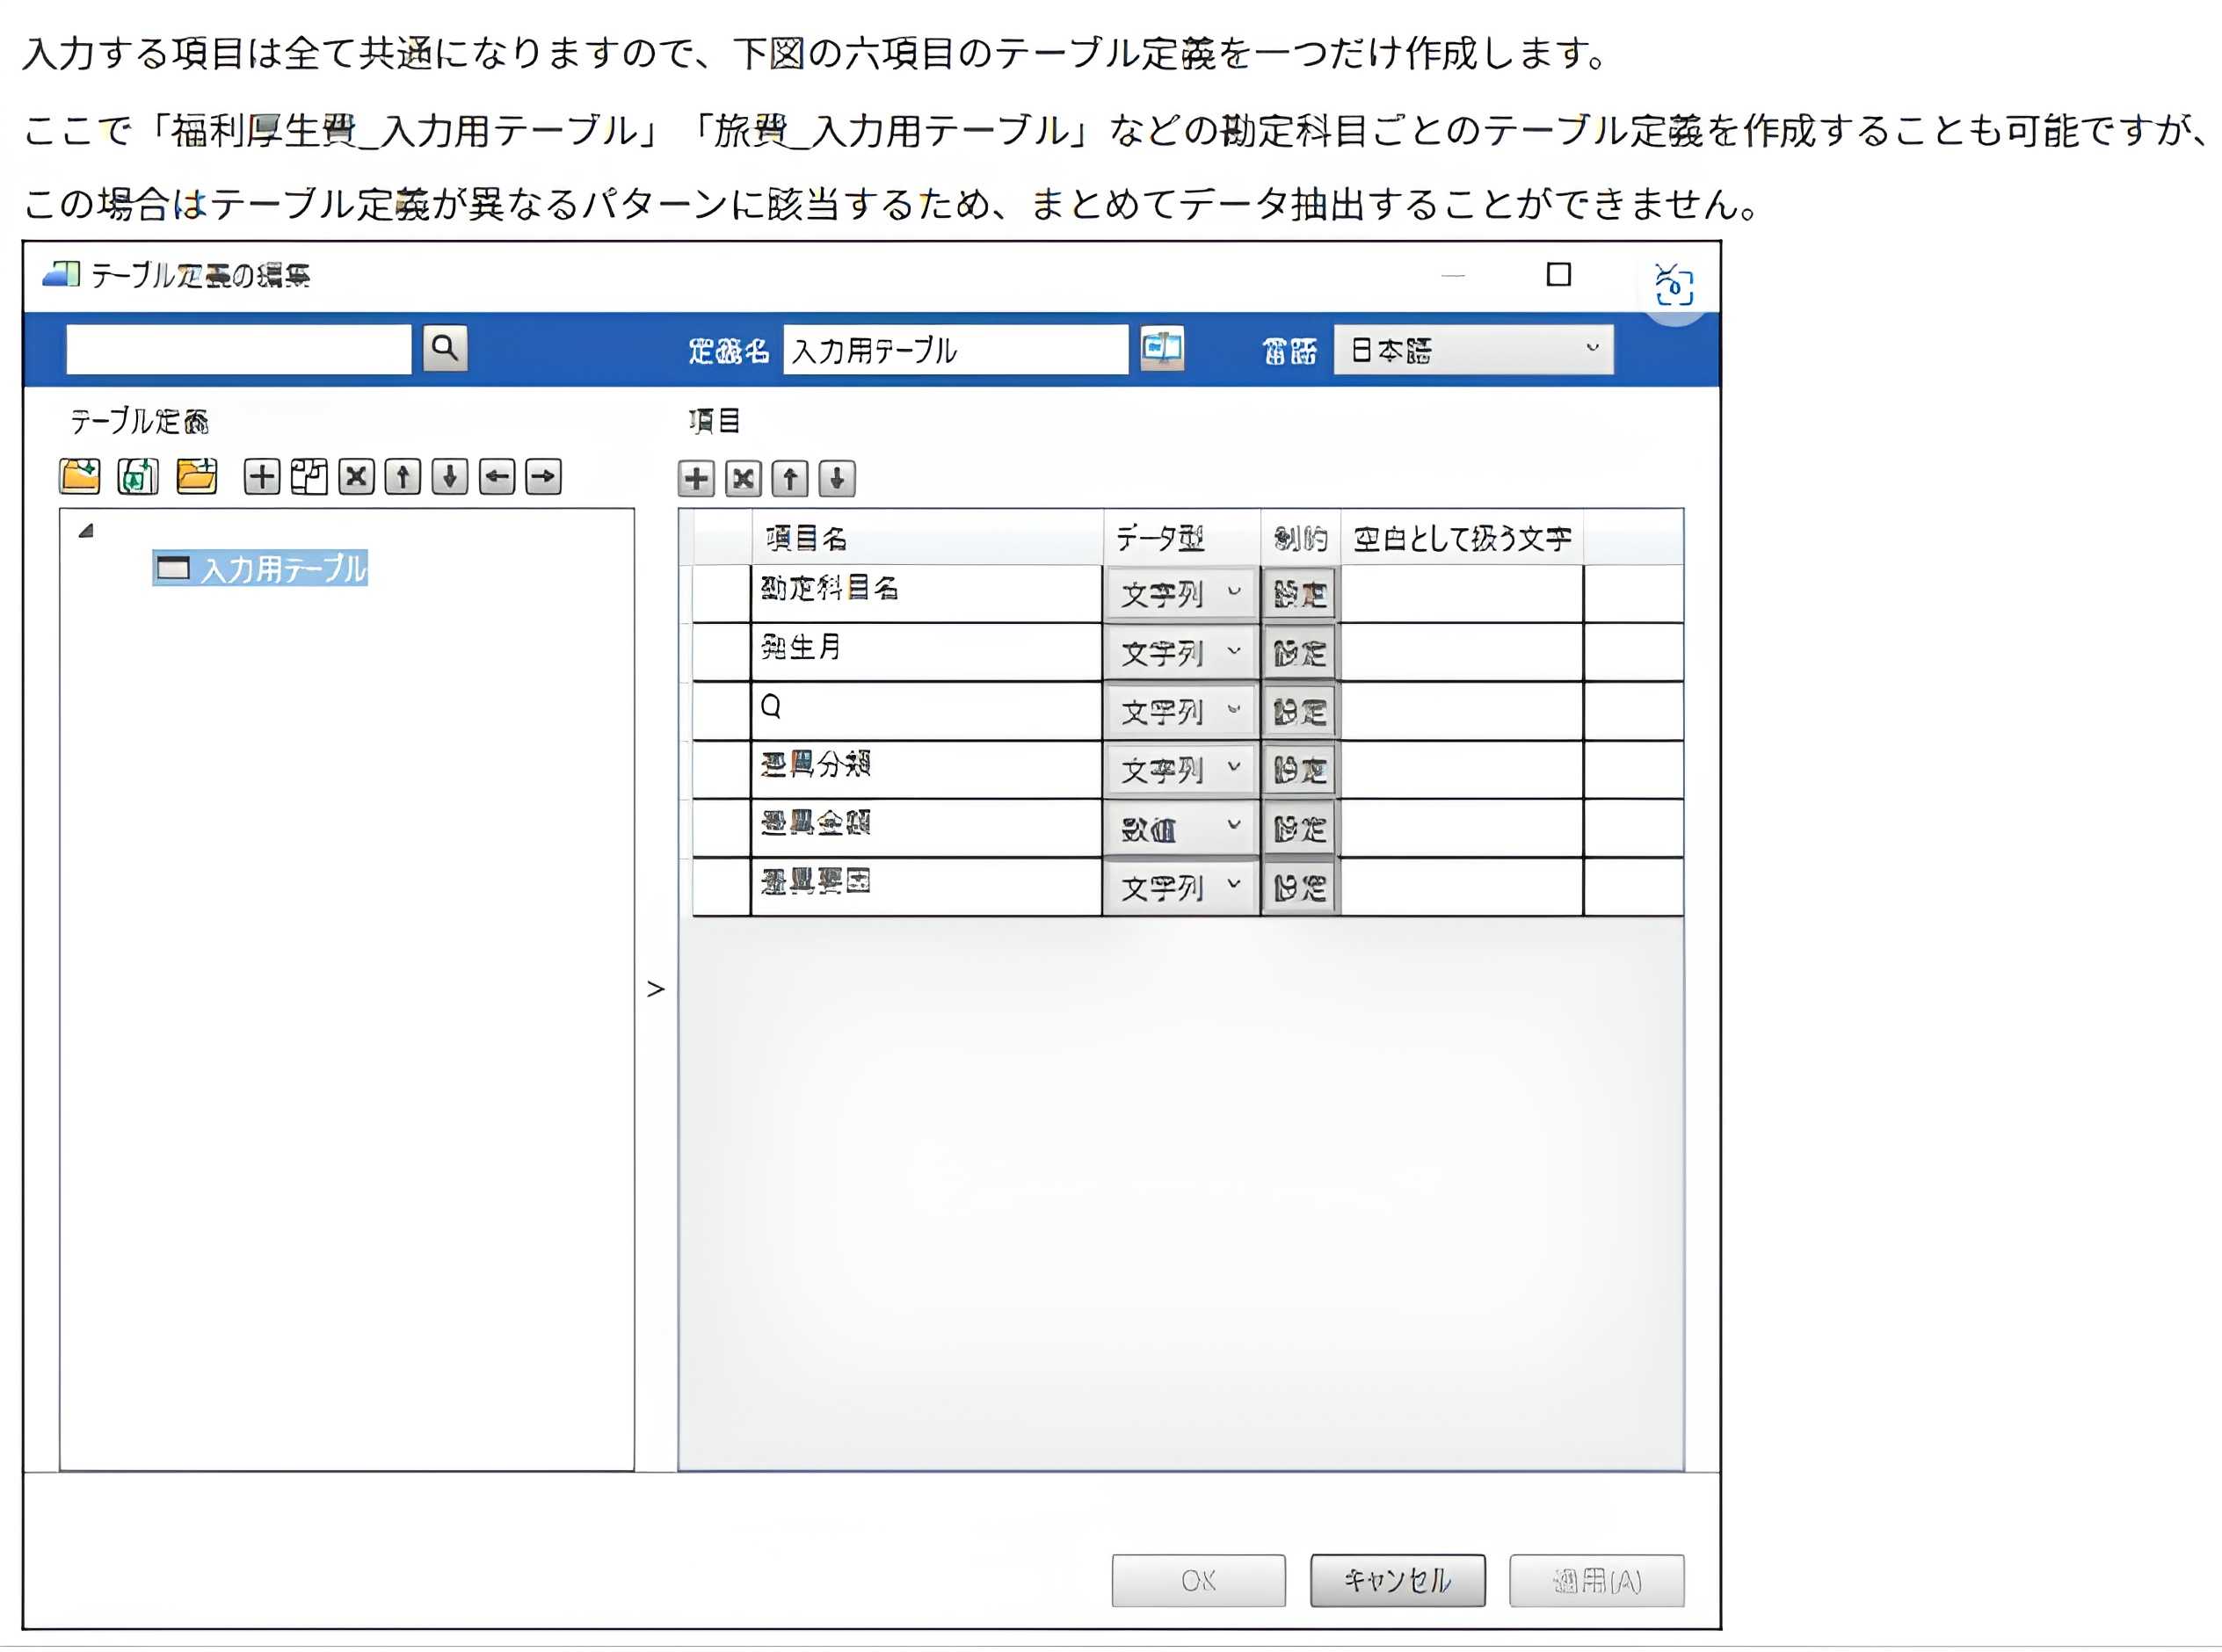 入力する項目は全て共通になりますので、下図の六項目のテーブル定義を一つだけ作成します。
ここで「福利厚生費_入力用テーブル」「旅費_入力用テーブル」などの勘定科目ごとのテーブル定義を作成することも可能ですが、
この場合はテーブル定義が異なるパターンに該当するため、まとめてデータ抽出することができません。
テーブル定義の編集
定義名 入力用テーブル 言語 日本語
テーブル定義 項目
項目名 データ型 制約 空白として扱う文字
入力用テーブル
勘定科目名 文字列 設定
発生月 文字列 設定
Q 文字列 設定
差異分類 文字列 設定
差異金額 数値 設定
差異要因 文字列 設定
>
OK キャンセル 適用(A)